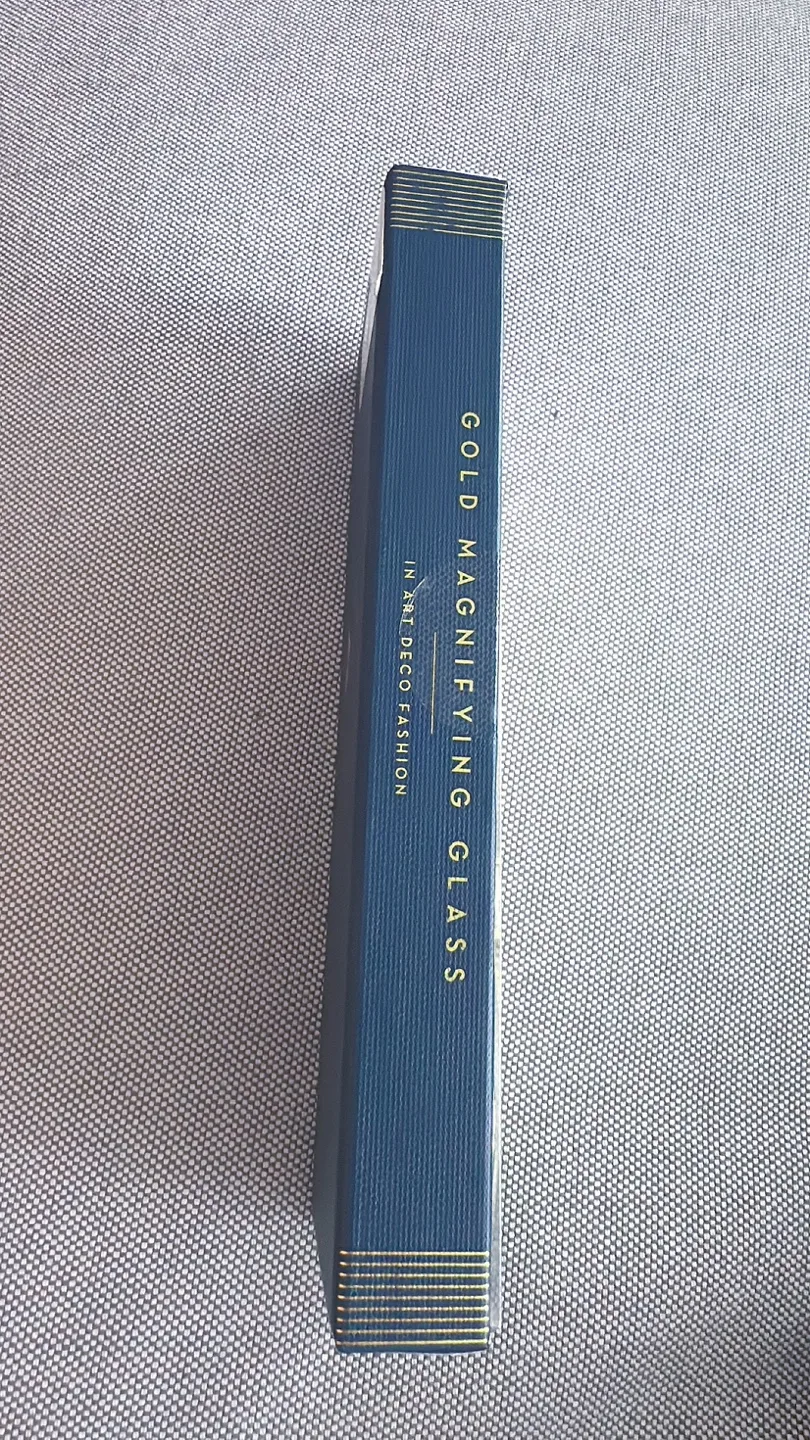 GOLD MAGNIFYING GLASS
IN ART DECO FASHION